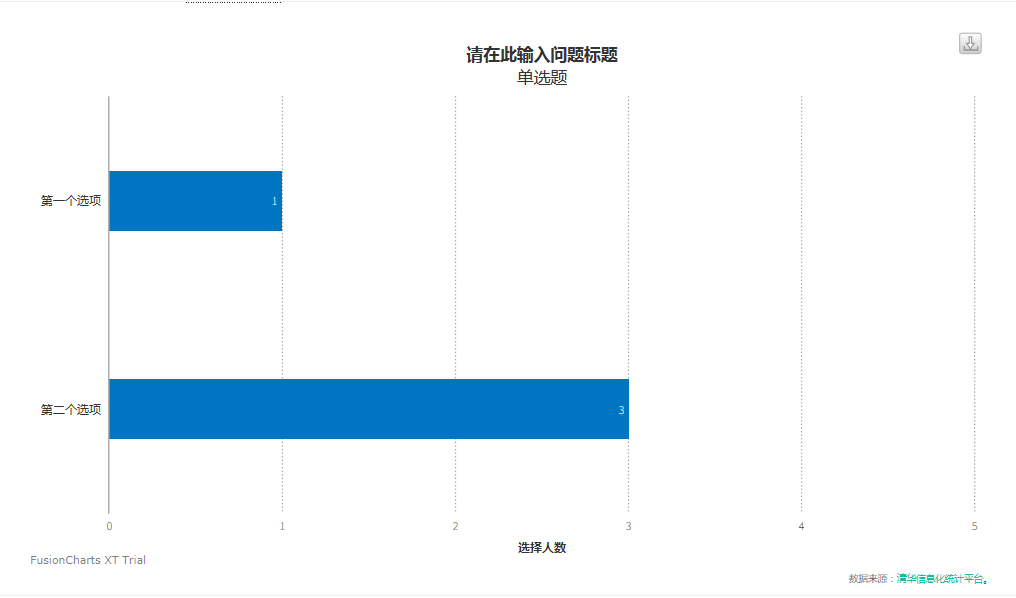 请在此输入问题标题
单选题
第一个选项
1
第二个选项
3
0 1 2 3 4 5
选择人数
FusionCharts XT Trial
数据来源：清华信息化统计平台。